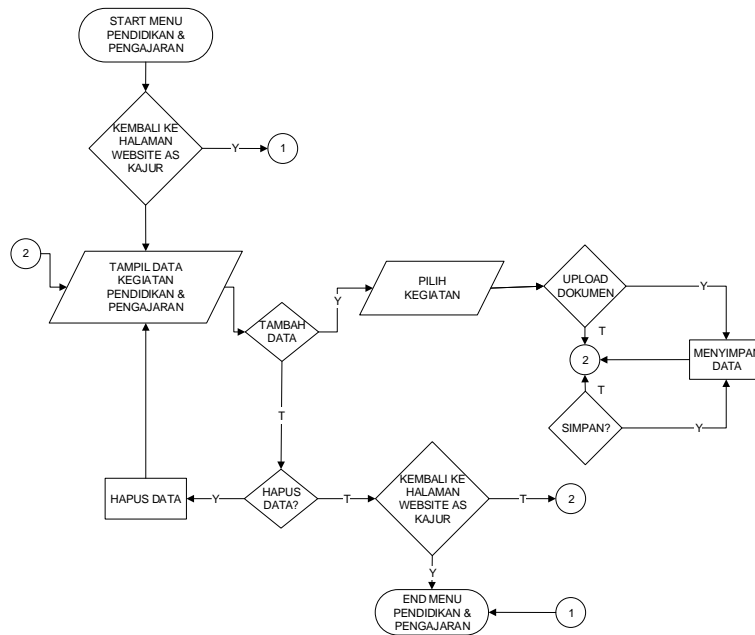 START MENU
PENDIDIKAN &
PENGAJARAN
KEMBALI KE
HALAMAN
WEBSITE AS
KAJUR
Y
1
2
TAMPIL DATA
KEGIATAN
PENDIDIKAN &
PENGAJARAN
TAMBAH
DATA
Y
PILIH
KEGIATAN
UPLOAD
DOKUMEN
Y
T
2
MENYIMPAN
DATA
T
SIMPAN?
Y
T
HAPUS DATA
Y
HAPUS
DATA?
T
KEMBALI KE
HALAMAN
WEBSITE AS
KAJUR
T
2
Y
END MENU
PENDIDIKAN &
PENGAJARAN
1